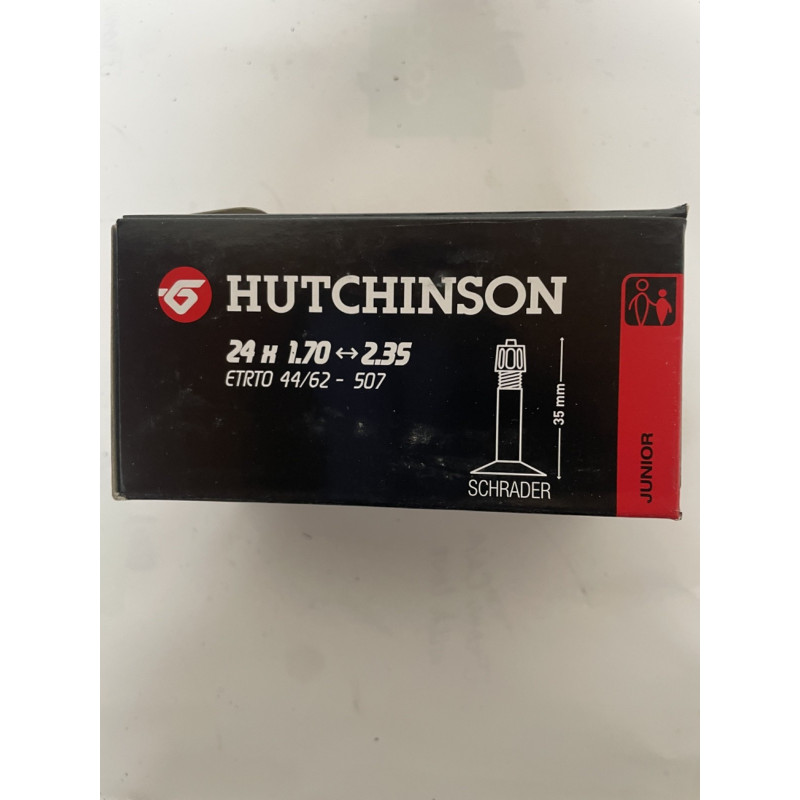 HUTCHINSON
24 x 1.70 ↔ 2.35
ETRTO 44/62 - 507
35 mm
SCHRADER
JUNIOR